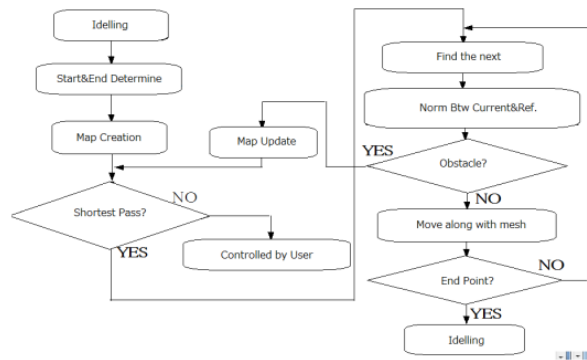 Idelling
Start&End Determine
Map Creation
Map Update
Shortest Pass?
NO
YES
Controlled by User
Find the next
Norm Btw Current&Ref.
YES
Obstacle?
NO
Move along with mesh
End Point?
NO
YES
Idelling